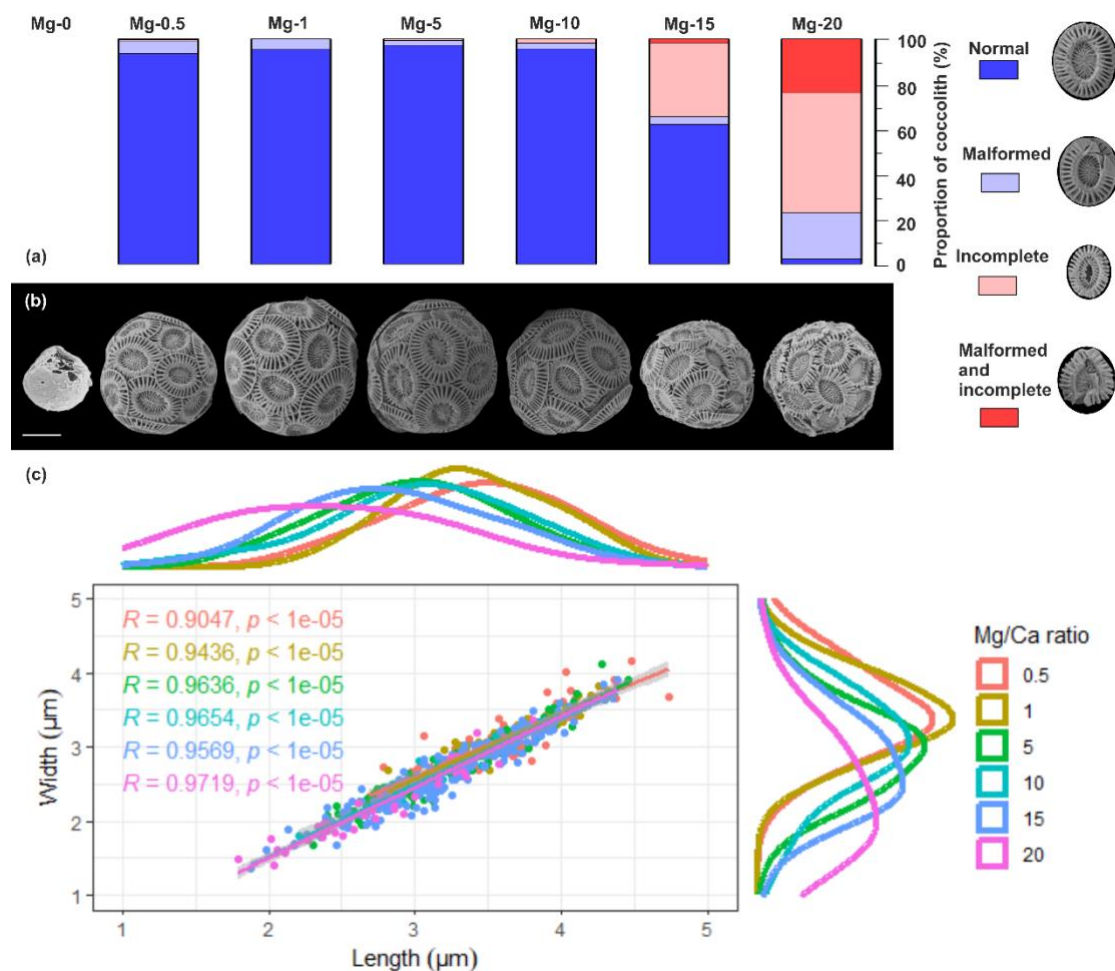 Mg-0 Mg-0.5 Mg-1 Mg-5 Mg-10 Mg-15 Mg-20
100
80
60
40
20
0
Proportion of coccolith (%)
Normal
Malformed
Incomplete
Malformed
and
incomplete
(a)
(b)
(c)
R = 0.9047, p < 1e-05
R = 0.9436, p < 1e-05
R = 0.9636, p < 1e-05
R = 0.9654, p < 1e-05
R = 0.9569, p < 1e-05
R = 0.9719, p < 1e-05
5
4
3
2
1
Width (μm)
1 2 3 4 5
Length (μm)
Mg/Ca ratio
0.5
1
5
10
15
20